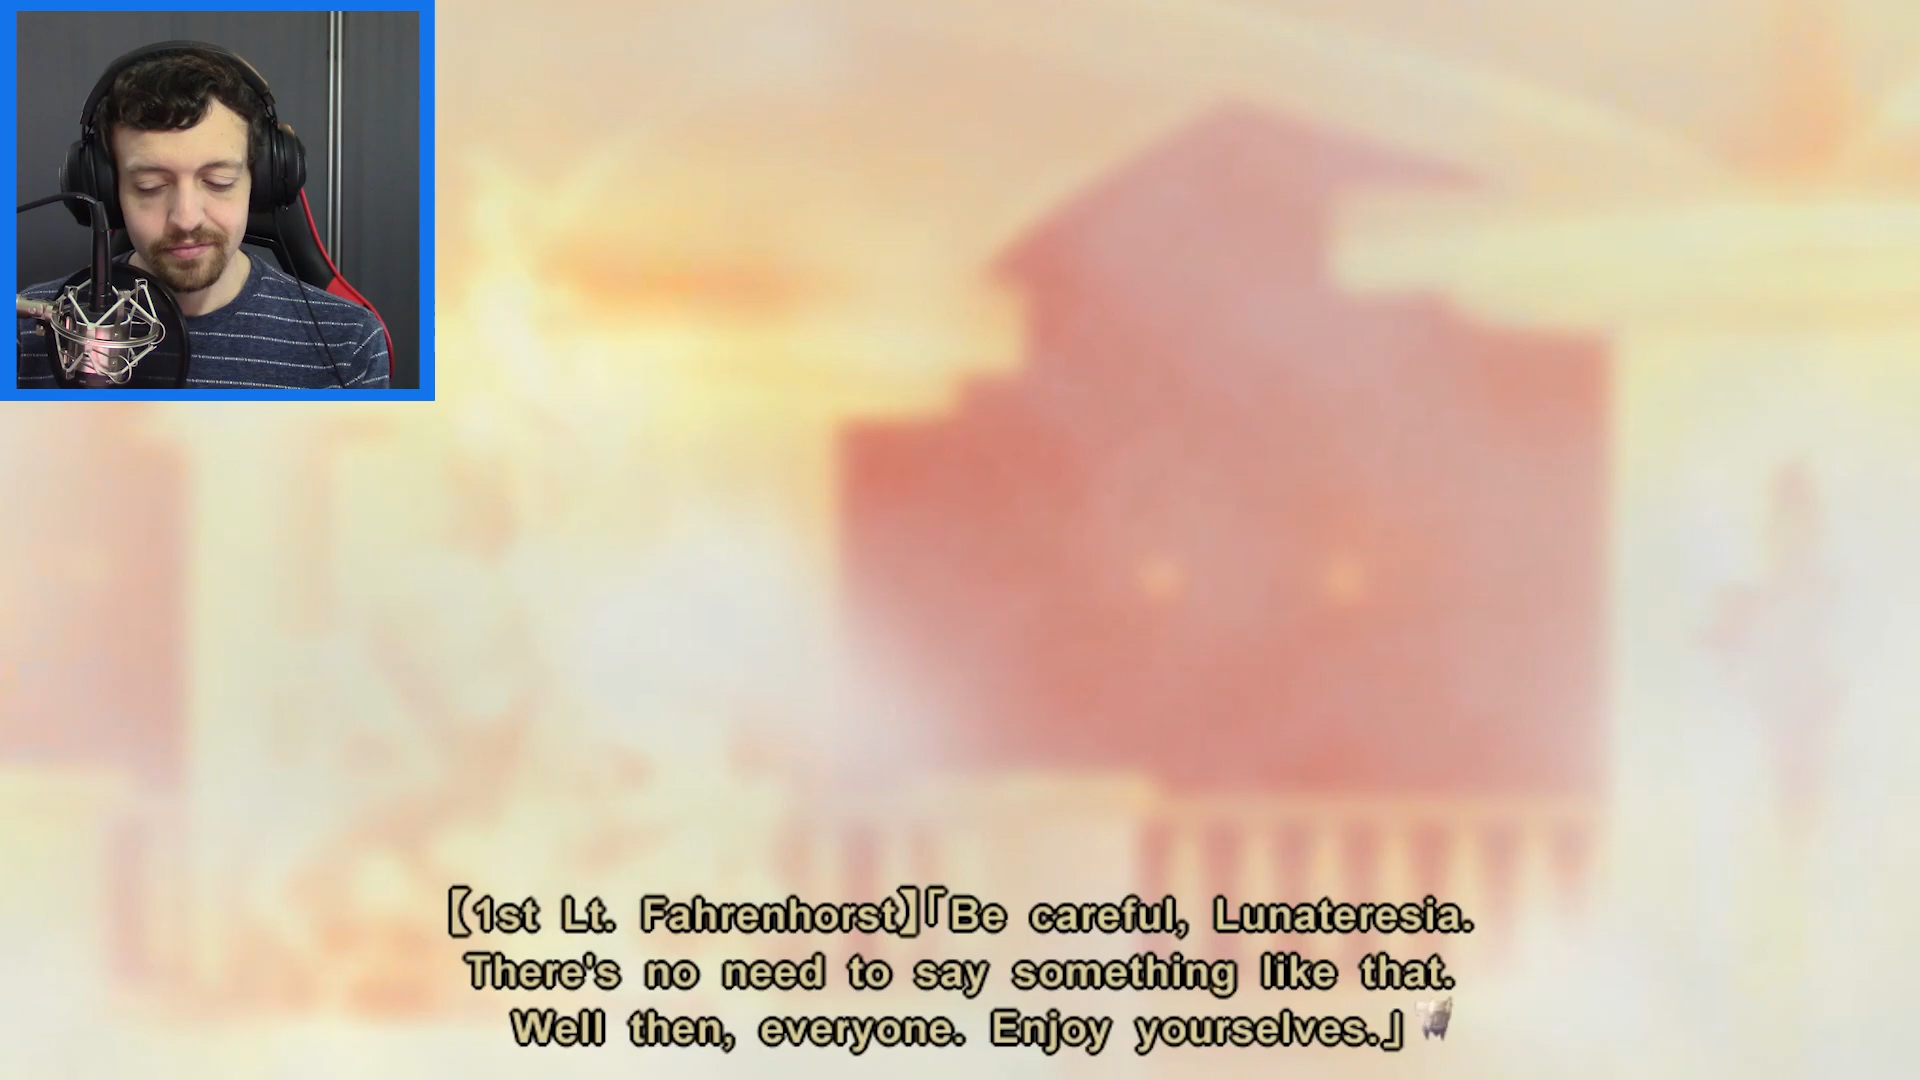 【1st Lt. Fahrenhorst】「Be careful, Lunateresia.
There's no need to say something like that.
Well then, everyone. Enjoy yourselves.」